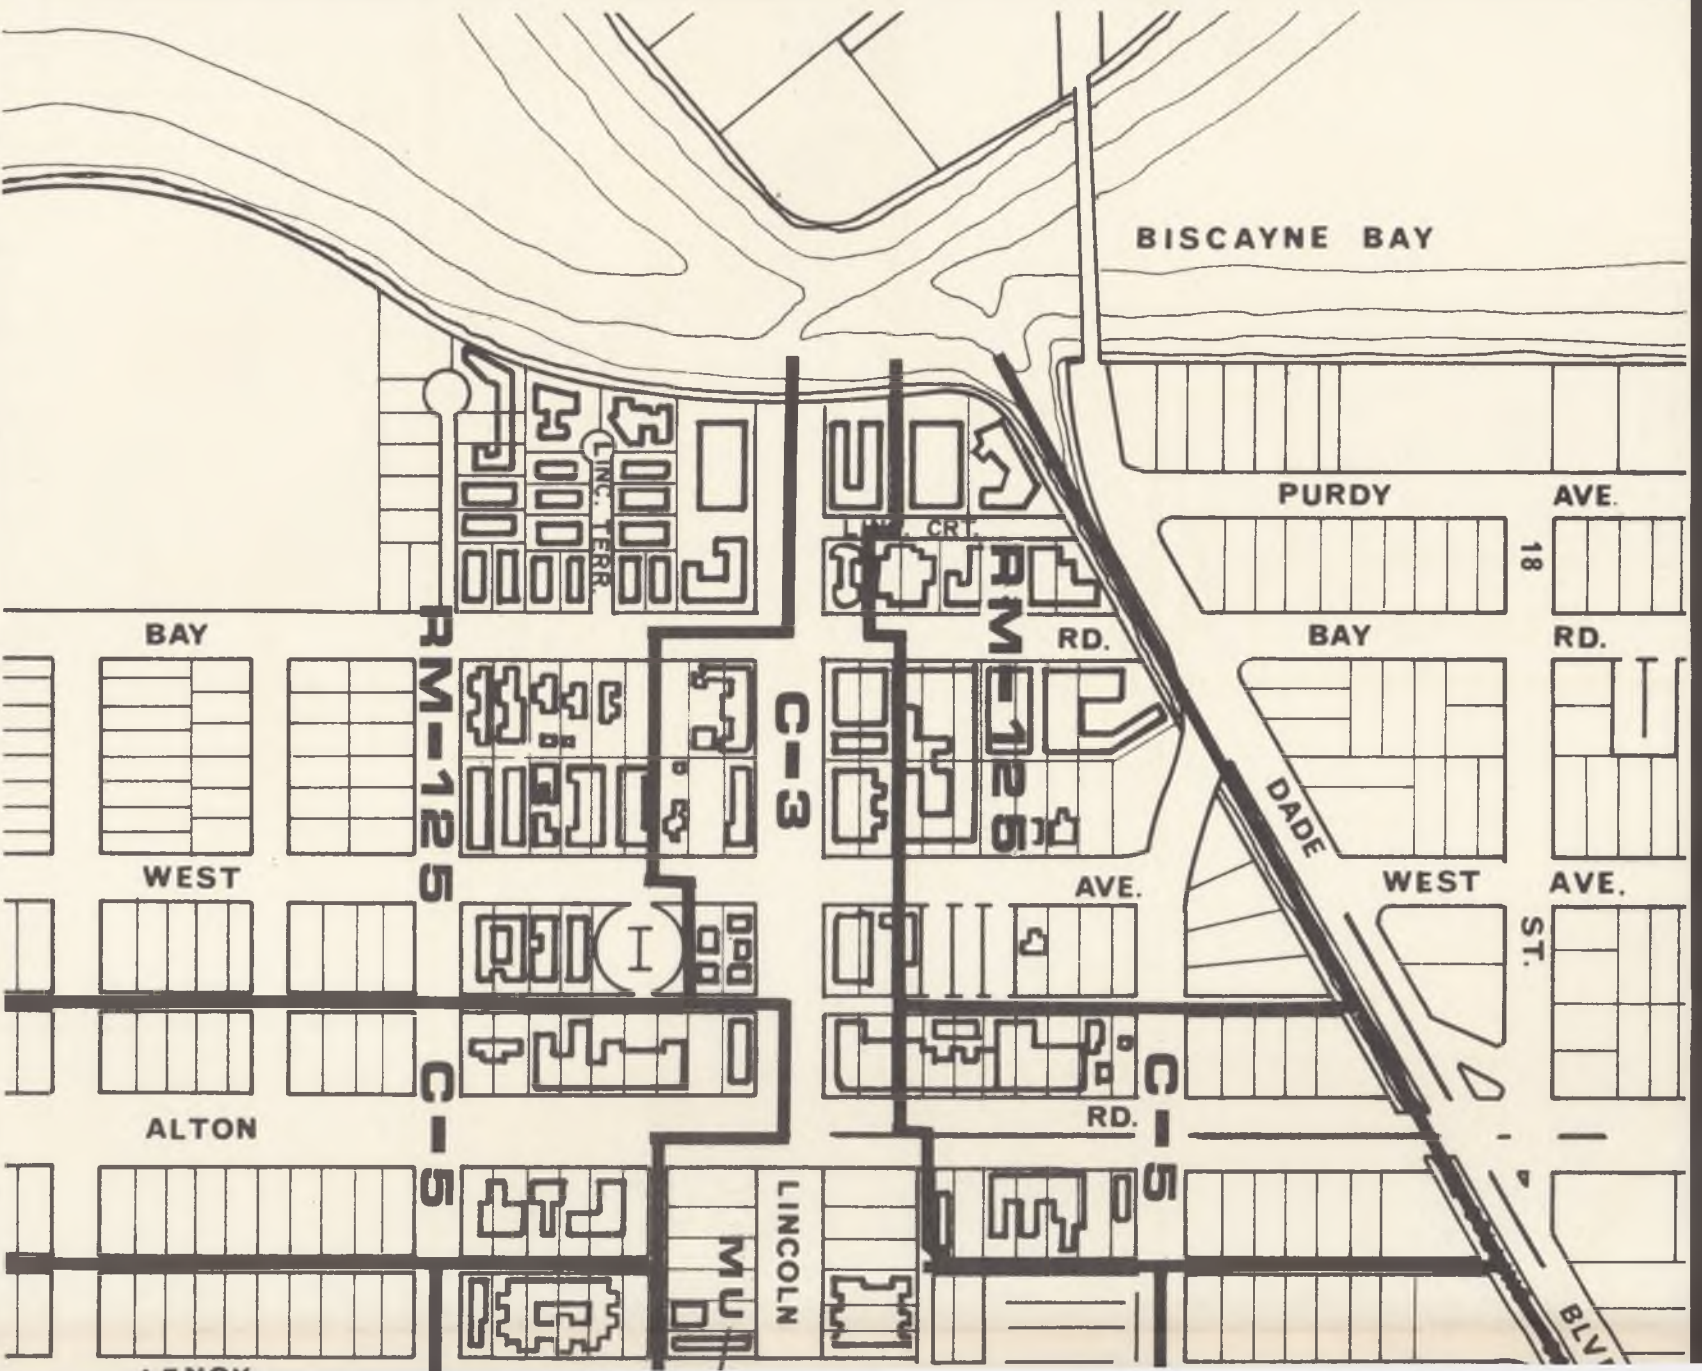 BISCAYNE BAY
PURDY AVE.
LINC. TERR.
CRT.
18
ST.
BAY RD. BAY RD.
RM-125
C-3
RM-125
DADE
WEST AVE. WEST AVE.
C-5
C-5
ALTON RD.
LINCOLN
MU
BLV